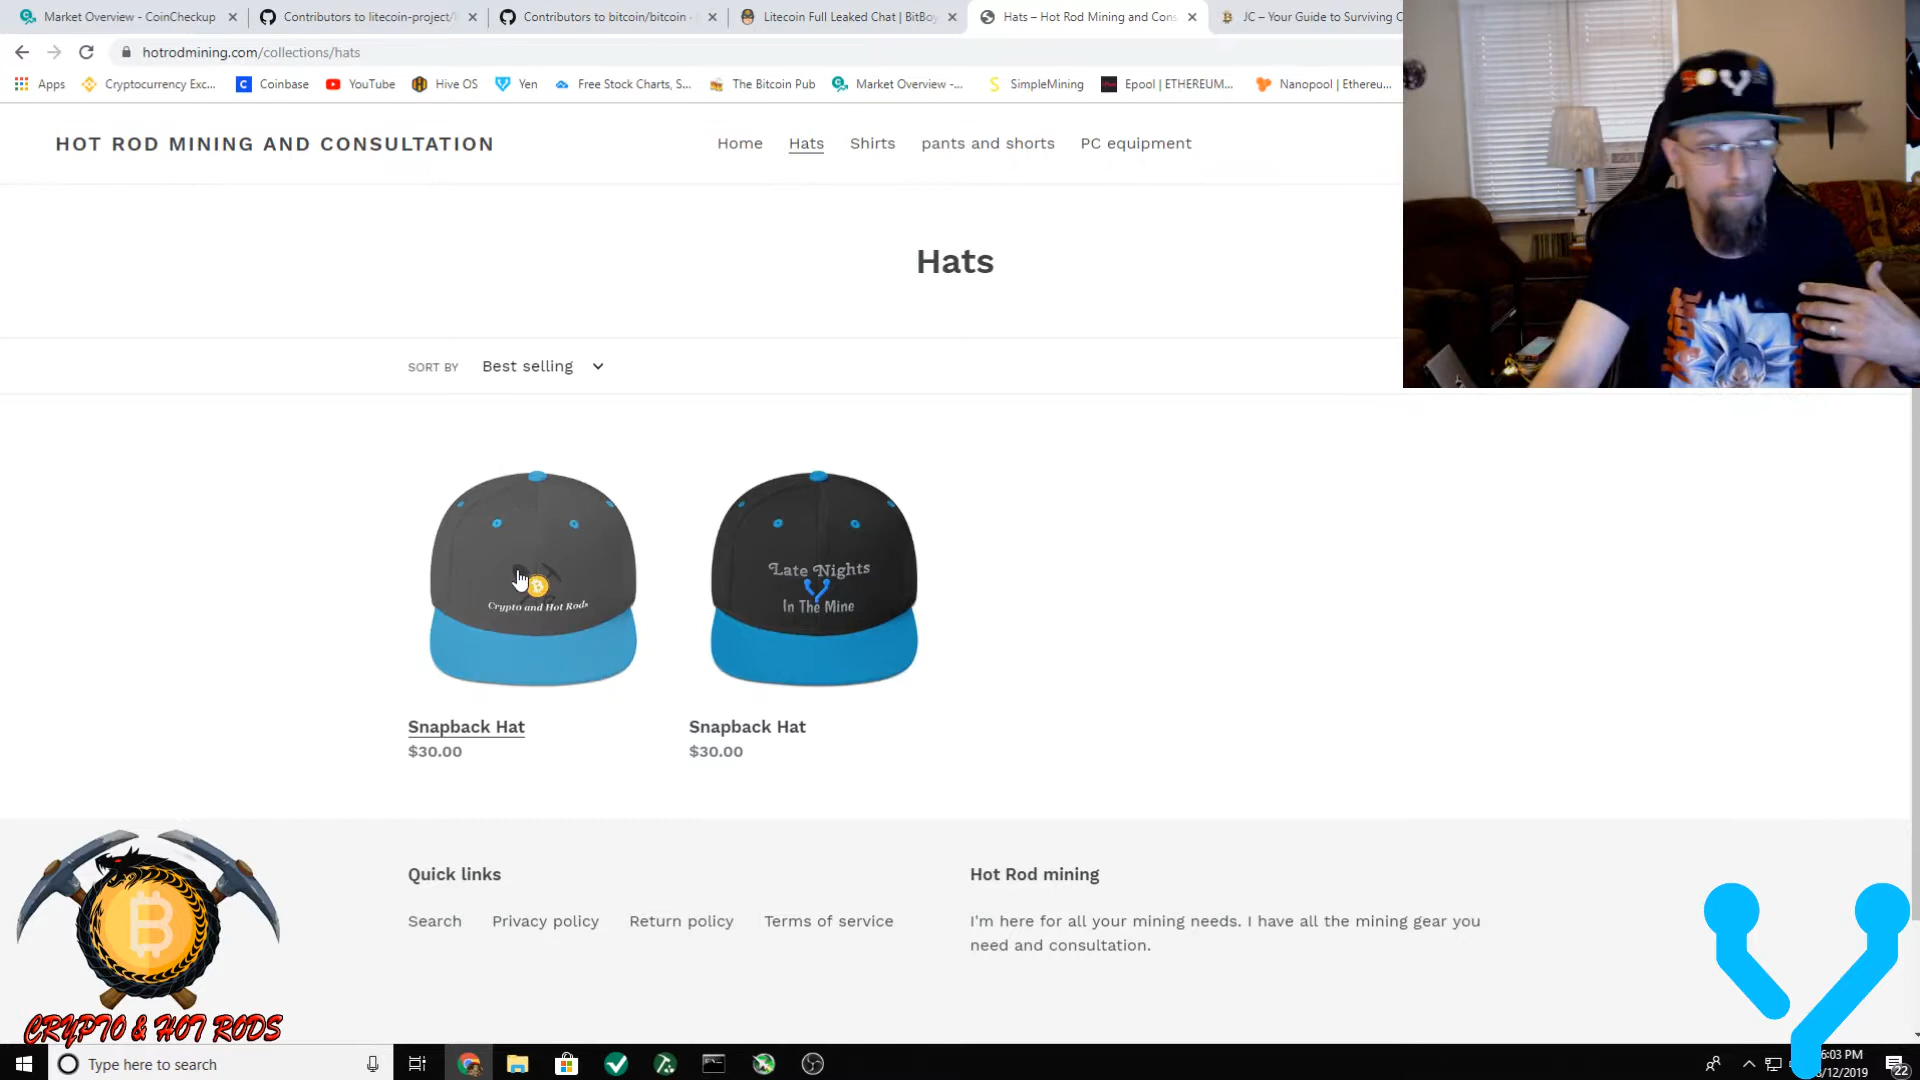 Market Overview - CoinCheckup
Contributors to litecoin-project/l
Contributors to bitcoin/bitcoin -
Litecoin Full Leaked Chat | BitBoy
Hats – Hot Rod Mining and Cons
JC – Your Guide to Surviving C
hotrodmining.com/collections/hats
Apps
Cryptocurrency Exc...
Coinbase
YouTube
Hive OS
Yen
Free Stock Charts, S...
The Bitcoin Pub
Market Overview -...
SimpleMining
Epool | ETHEREUM...
Nanopool | Ethereu...
HOT ROD MINING AND CONSULTATION
Home
Hats
Shirts
pants and shorts
PC equipment
Hats
SORT BY
Best selling
Crypto and Hot Rods
Late Nights
In The Mine
Snapback Hat
$30.00
Snapback Hat
$30.00
Quick links
Search
Privacy policy
Return policy
Terms of service
Hot Rod mining
I'm here for all your mining needs. I have all the mining gear you
need and consultation.
CRYPTO & HOT RODS
Type here to search
6:03 PM
/12/2019
22